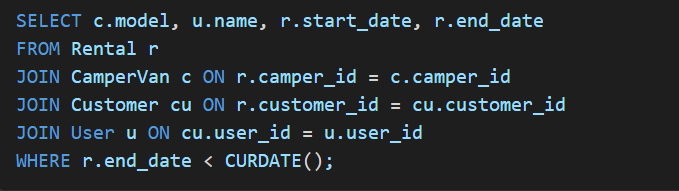 SELECT c.model, u.name, r.start_date, r.end_date
FROM Rental r
JOIN CamperVan c ON r.camper_id = c.camper_id
JOIN Customer cu ON r.customer_id = cu.customer_id
JOIN User u ON cu.user_id = u.user_id
WHERE r.end_date < CURDATE();